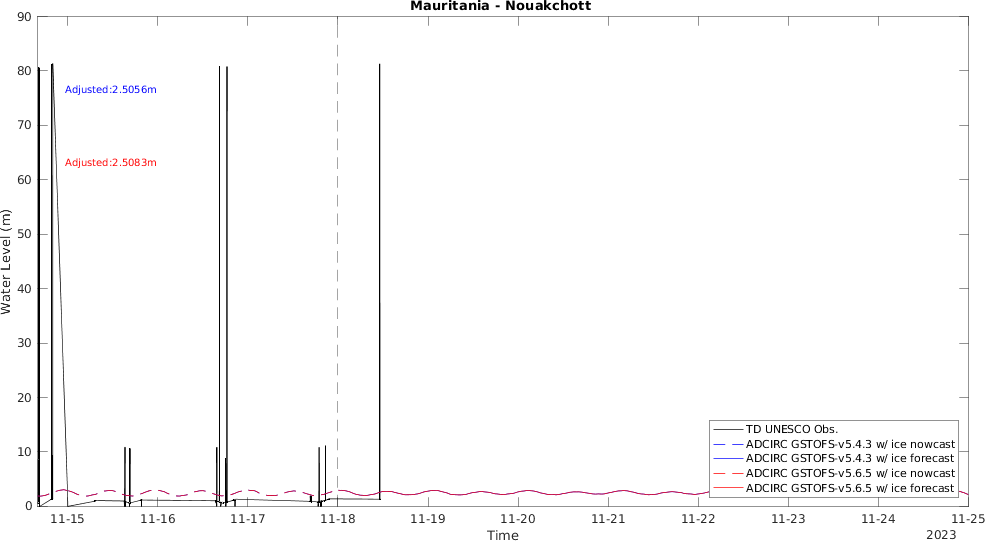 Mauritania - Nouakchott
90
80
70
60
50
40
30
20
10
0
Water Level (m)
Adjusted:2.5056m
Adjusted:2.5083m
TD UNESCO Obs.
ADCIRC GSTOFS-v5.4.3 w/ ice nowcast
ADCIRC GSTOFS-v5.4.3 w/ ice forecast
ADCIRC GSTOFS-v5.6.5 w/ ice nowcast
ADCIRC GSTOFS-v5.6.5 w/ ice forecast
11-15 11-16 11-17 11-18 11-19 11-20 11-21 11-22 11-23 11-24 11-25
Time
2023